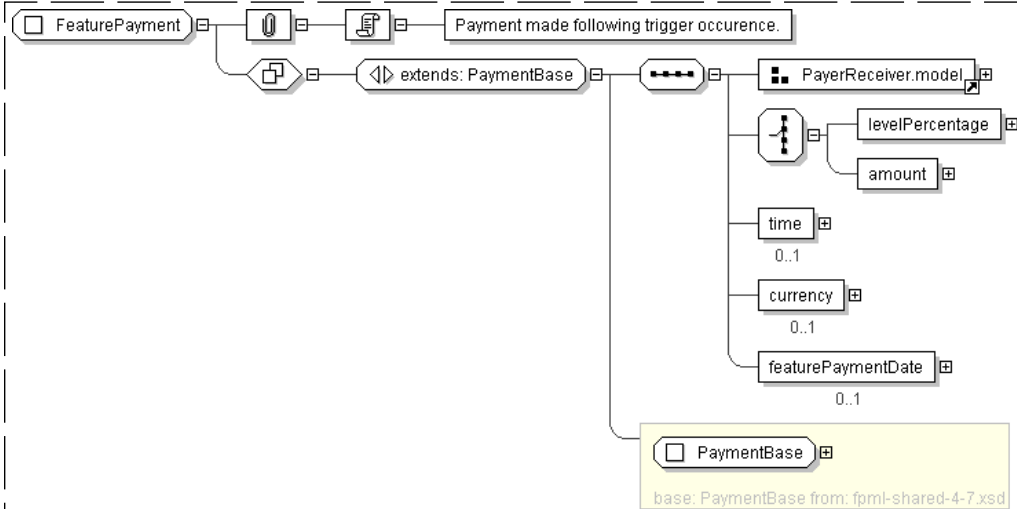 FeaturePayment
Payment made following trigger occurence.
extends: PaymentBase
PayerReceiver.model
levelPercentage
amount
time
0..1
currency
0..1
featurePaymentDate
0..1
PaymentBase
base: PaymentBase from: fpml-shared-4-7.xsd